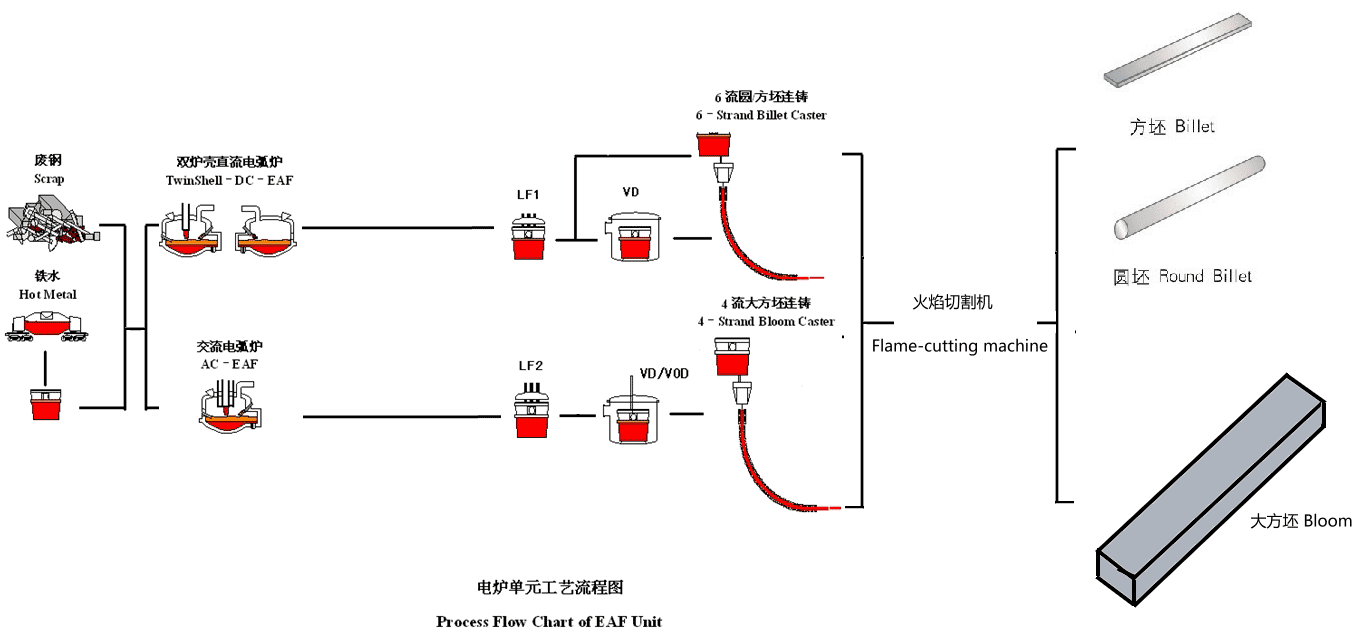 废钢
Scrap
铁水
Hot Metal
双炉壳直流电弧炉
TwinShell-DC-EAF
交流电弧炉
AC-EAF
LF1
VD
LF2
VD/VOD
6 流圆/方坯连铸
6-Strand Billet Caster
4 流大方坯连铸
4-Strand Bloom Caster
火焰切割机
Flame-cutting machine
方坯 Billet
圆坯 Round Billet
大方坯 Bloom
电炉单元工艺流程图
Process Flow Chart of EAF Unit